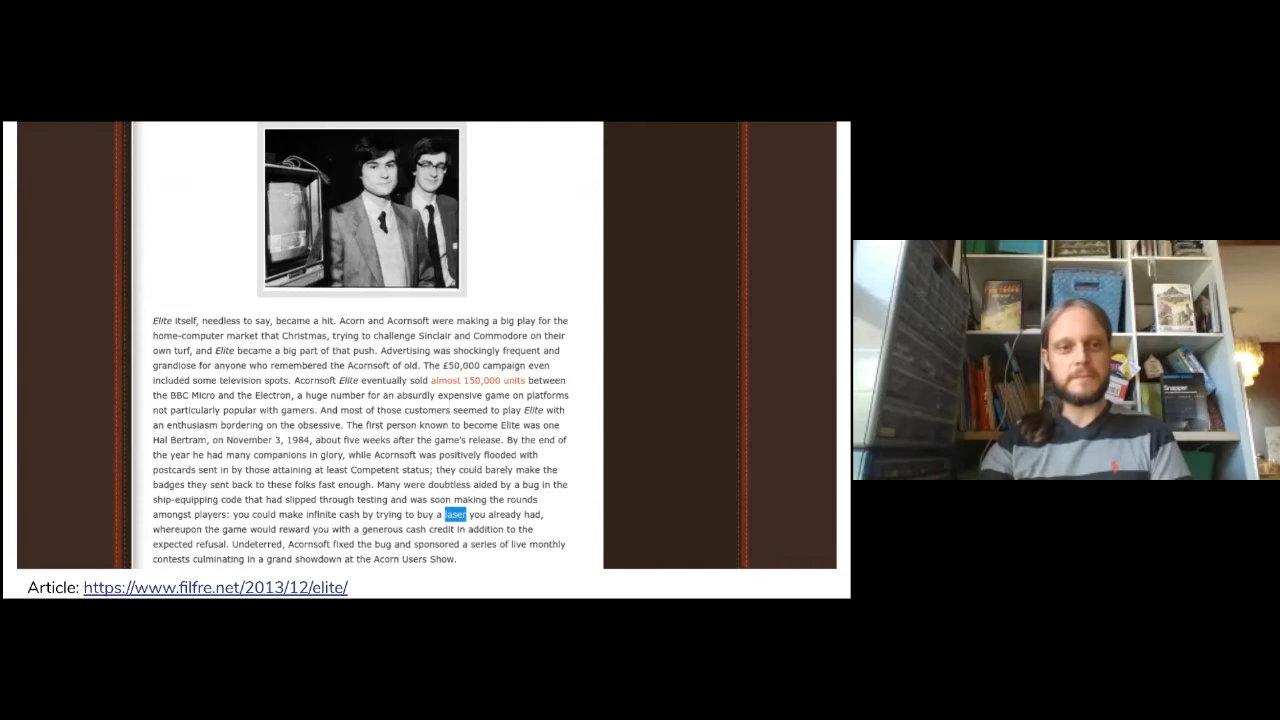 Elite itself, needless to say, became a hit. Acorn and Acornsoft were making a big play for the
home-computer market that Christmas, trying to challenge Sinclair and Commodore on their
own turf, and Elite became a big part of that push. Advertising was shockingly frequent and
grandiose for anyone who remembered the Acornsoft of old. The £50,000 campaign even
included some television spots. Acornsoft Elite eventually sold almost 150,000 units between
the BBC Micro and the Electron, a huge number for an absurdly expensive game on platforms
not particularly popular with gamers. And most of those customers seemed to play Elite with
an enthusiasm bordering on the obsessive. The first person known to become Elite was one
Hal Bertram, on November 3, 1984, about five weeks after the game's release. By the end of
the year he had many companions in glory, while Acornsoft was positively flooded with
postcards sent in by those attaining at least Competent status; they could barely make the
badges they sent back to these folks fast enough. Many were doubtless aided by a bug in the
ship-equipping code that had slipped through testing and was soon making the rounds
amongst players: you could make infinite cash by trying to buy a laser you already had,
whereupon the game would reward you with a generous cash credit in addition to the
expected refusal. Undeterred, Acornsoft fixed the bug and sponsored a series of live monthly
contests culminating in a grand showdown at the Acorn Users Show.
Article: https://www.filfre.net/2013/12/elite/
Snapper